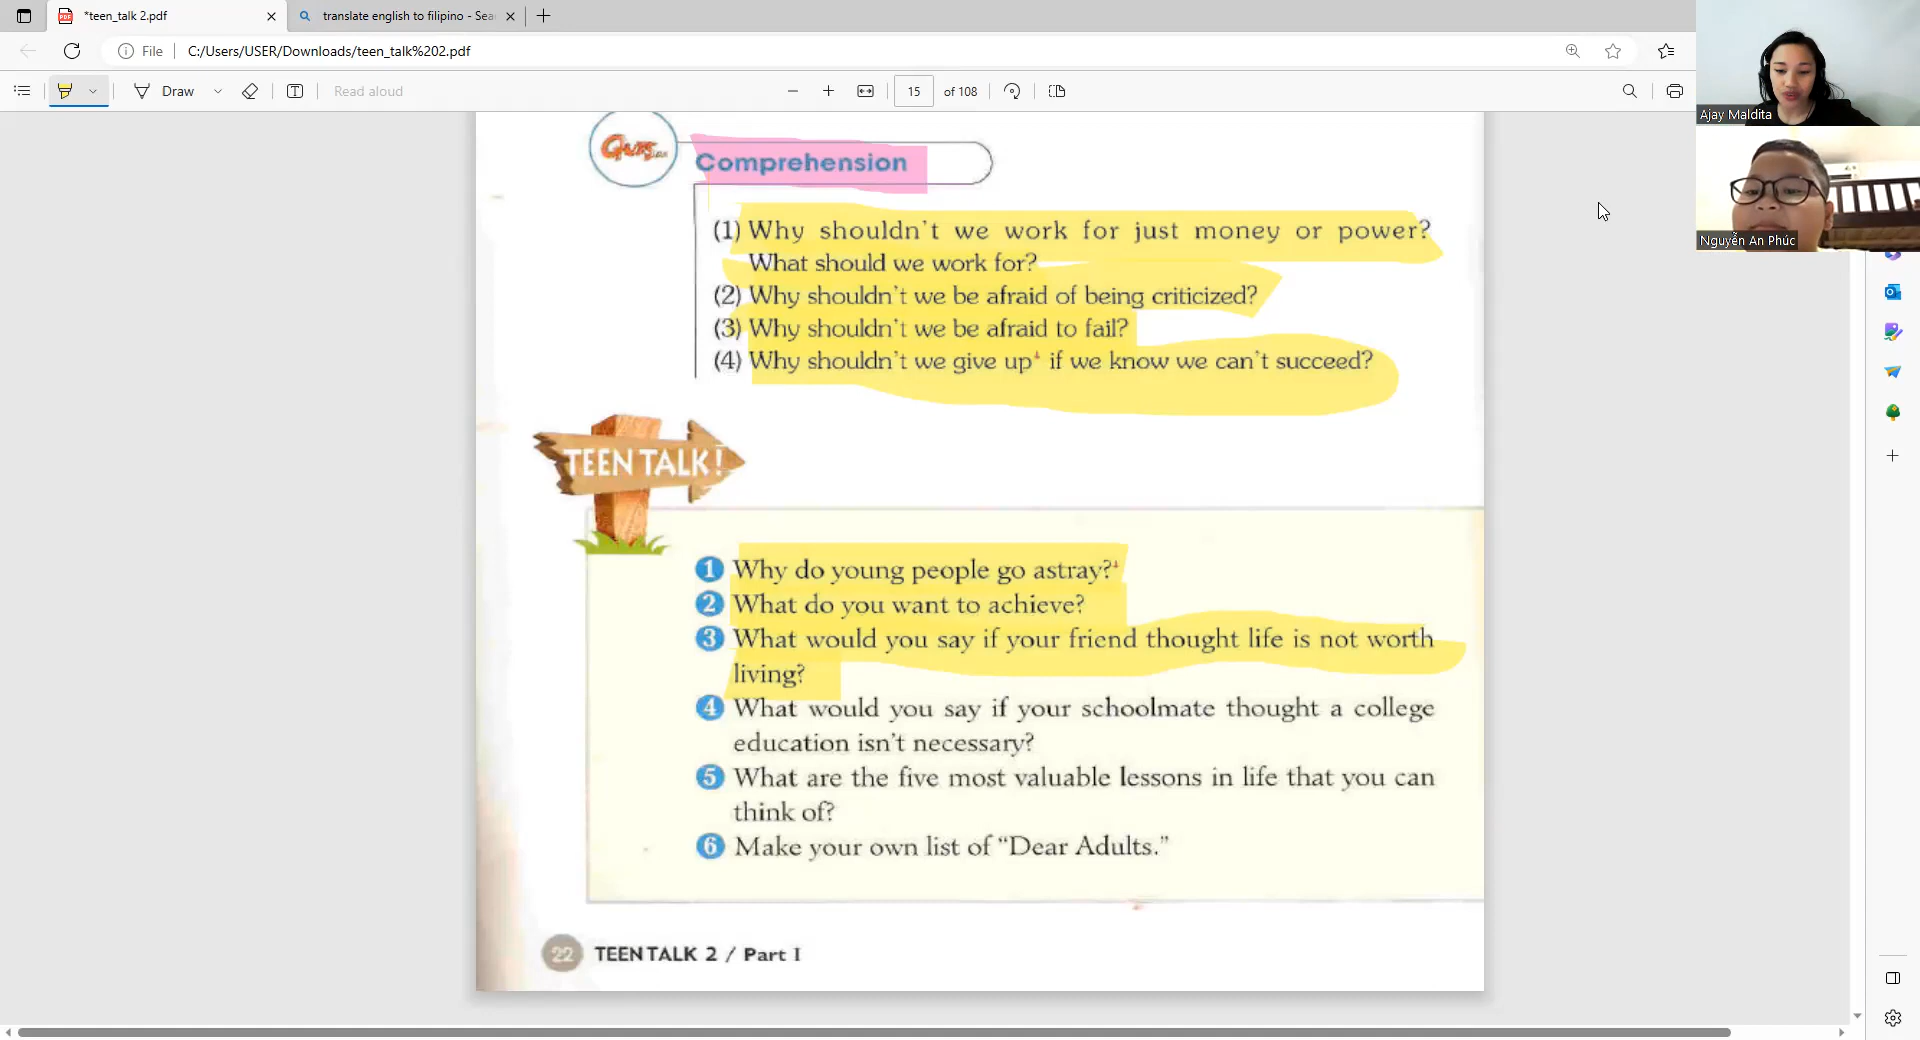 *teen_talk 2.pdf
translate english to filipino - Sea
File
C:/Users/USER/Downloads/teen_talk%202.pdf
Draw
Read aloud
15
of 108
Ajay Maldita
Nguyễn An Phúc
Comprehension
(1) Why shouldn't we work for just money or power?
What should we work for?
(2) Why shouldn't we be afraid of being criticized?
(3) Why shouldn't we be afraid to fail?
(4) Why shouldn't we give up if we know we can't succeed?
TEEN TALK!
1 Why do young people go astray?
2 What do you want to achieve?
3 What would you say if your friend thought life is not worth
living?
4 What would you say if your schoolmate thought a college
education isn't necessary?
5 What are the five most valuable lessons in life that you can
think of?
6 Make your own list of "Dear Adults."
22 TEEN TALK 2 / Part I